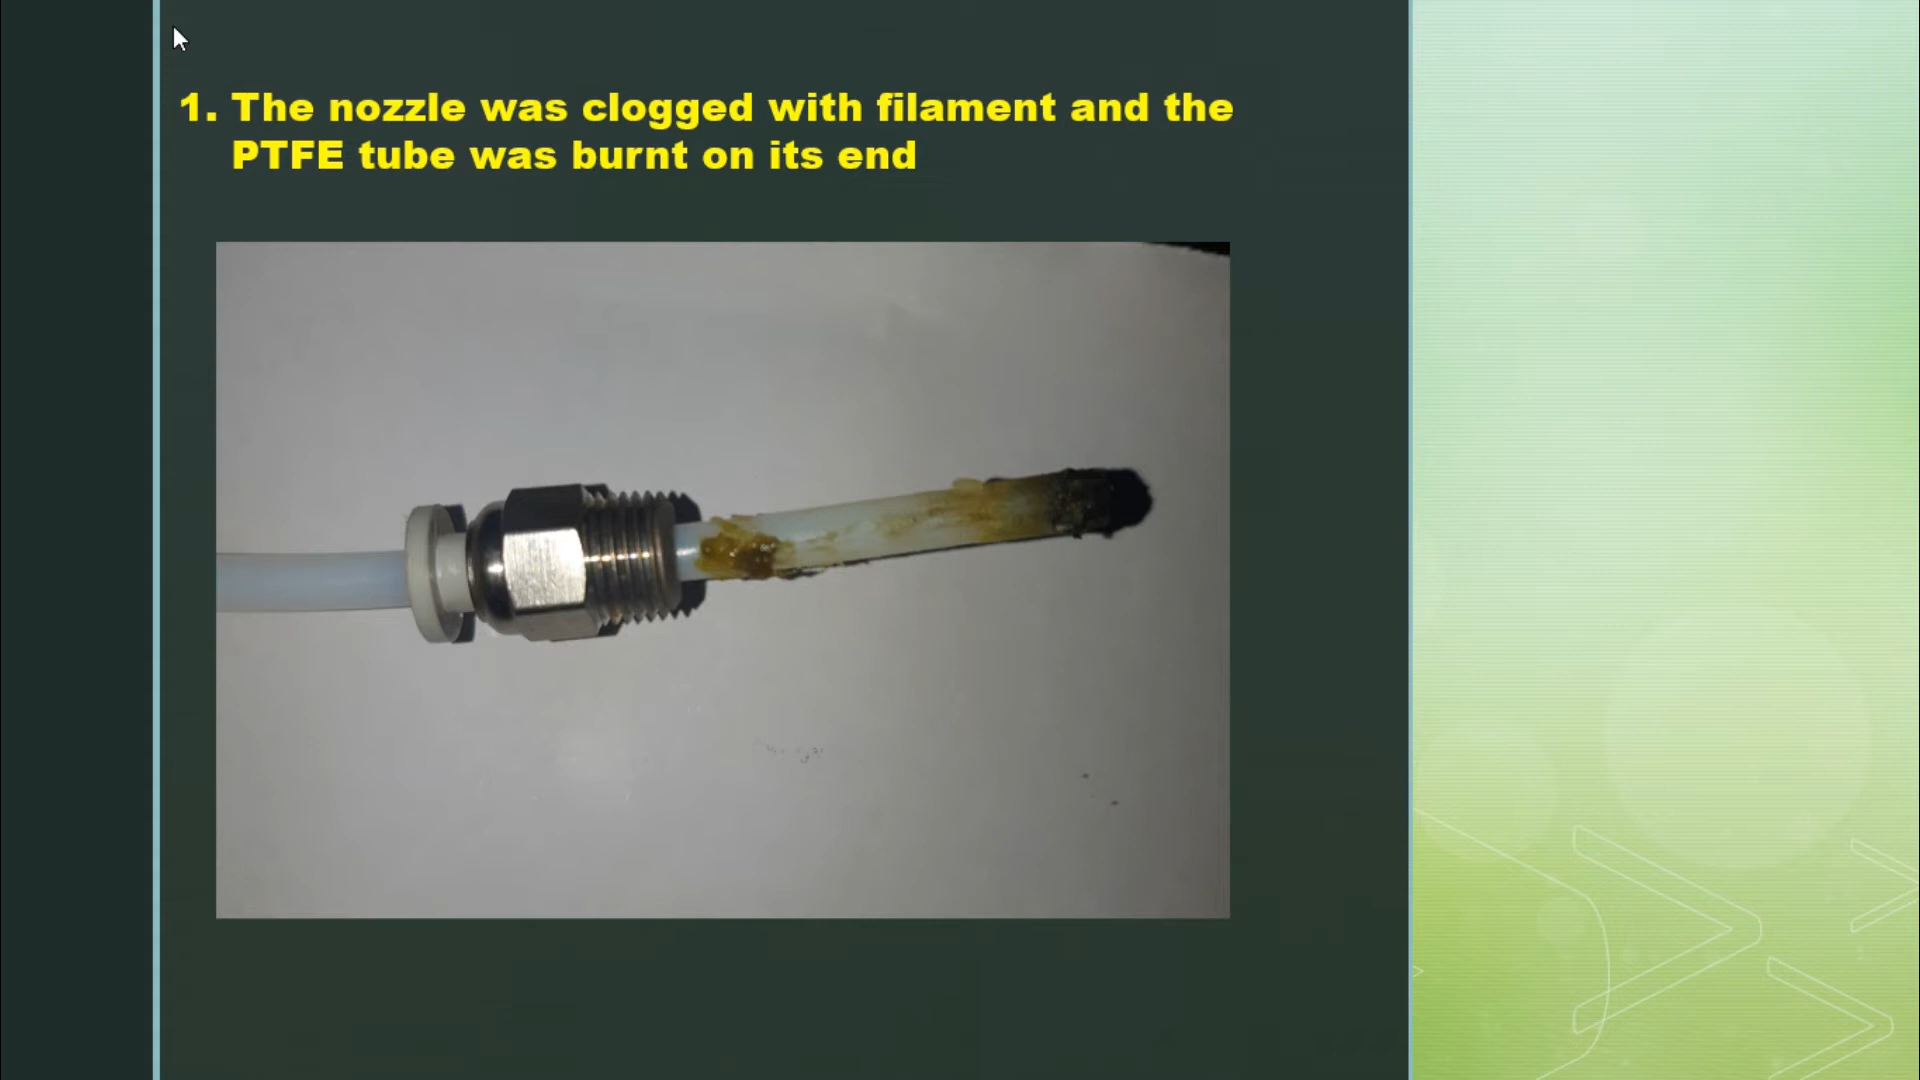 1. The nozzle was clogged with filament and the
PTFE tube was burnt on its end